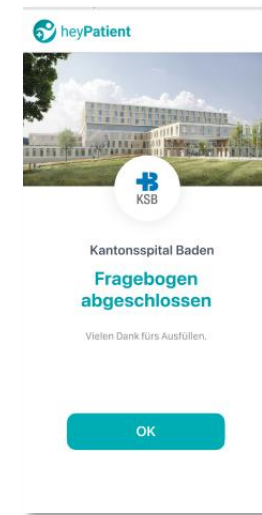 heyPatient
KSB
Kantonsspital Baden
Fragebogen
abgeschlossen
Vielen Dank fürs Ausfüllen.
OK